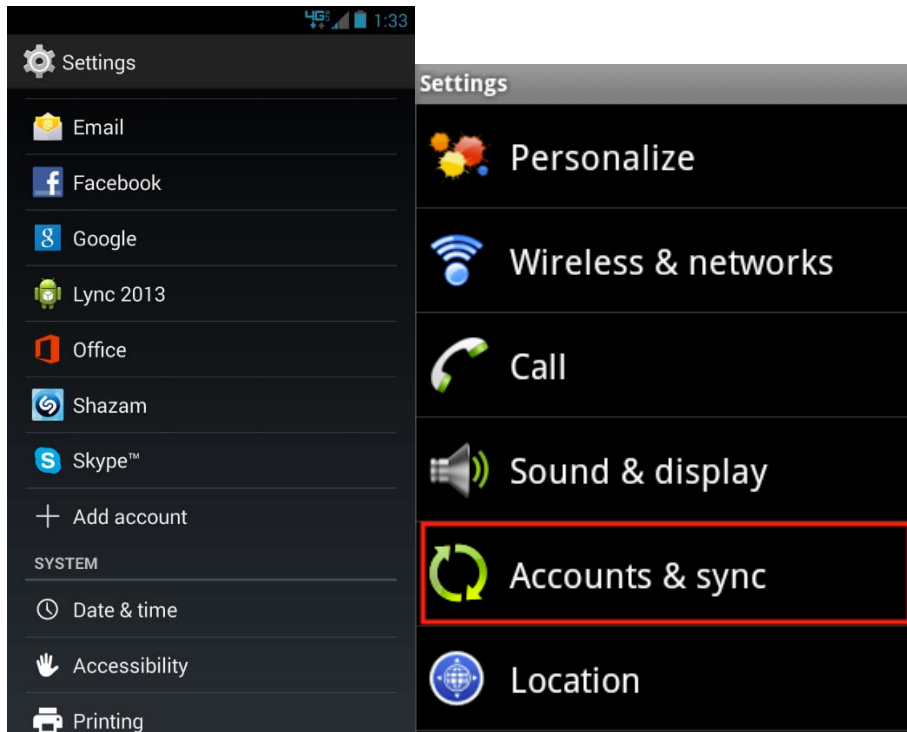 4G 1:33
Settings
Email
Facebook
Google
Lync 2013
Office
Shazam
Skype™
+ Add account
SYSTEM
Date & time
Accessibility
Printing
Settings
Personalize
Wireless & networks
Call
Sound & display
Accounts & sync
Location